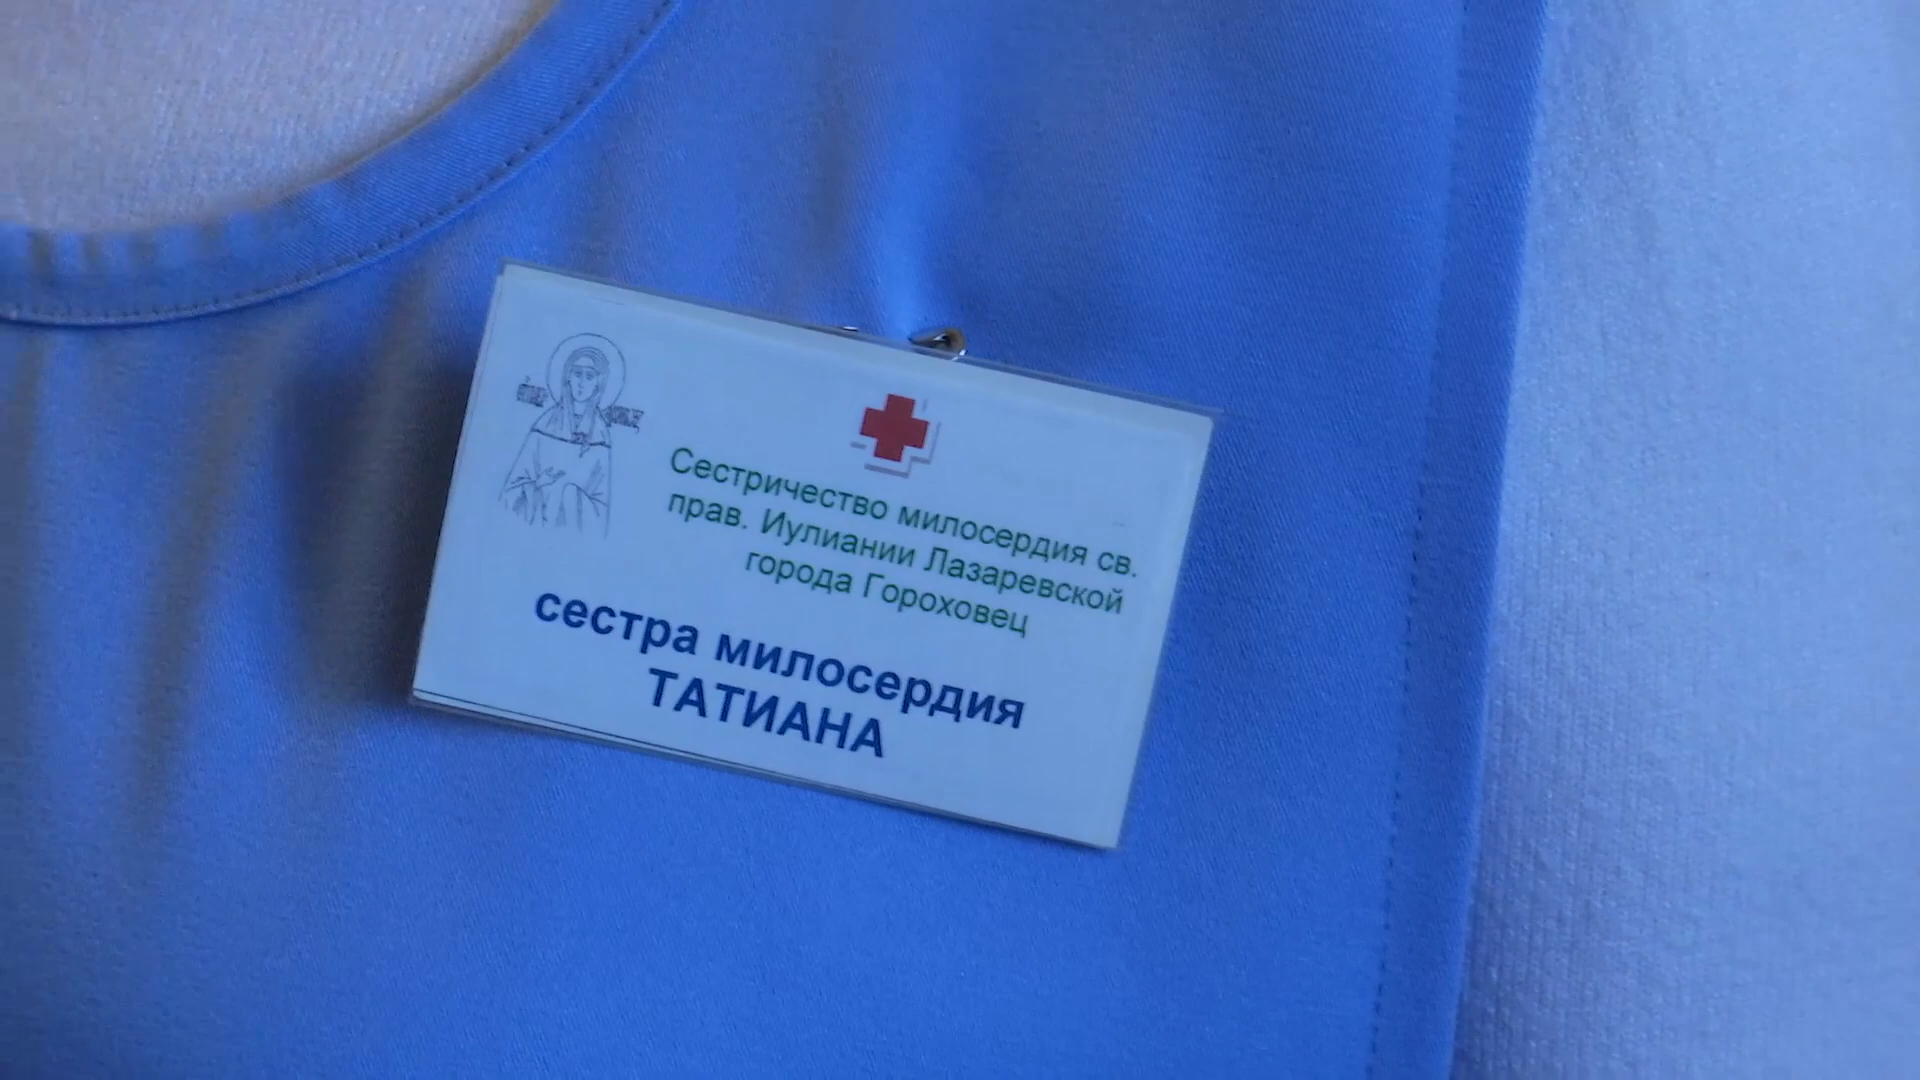 Сестричество милосердия св.
прав. Иулиании Лазаревской
города Гороховец
сестра милосердия
ТАТИАНА